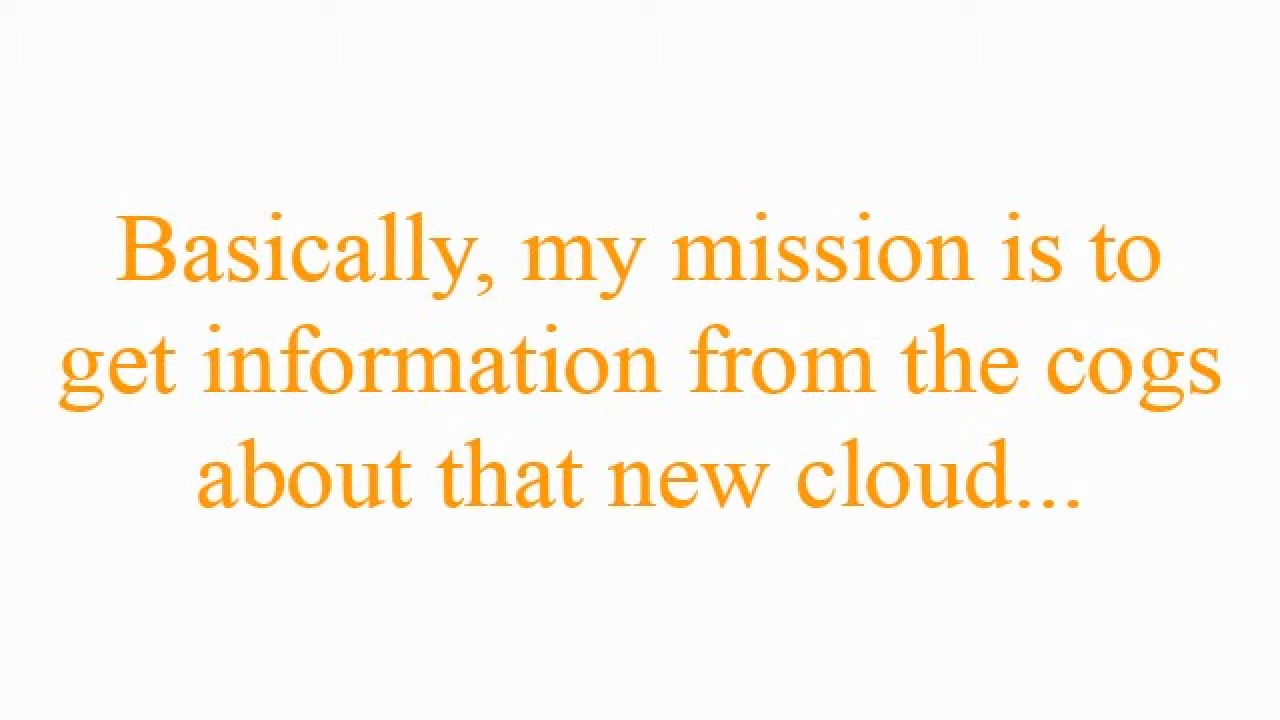 Basically, my mission is to
get information from the cogs
about that new cloud...